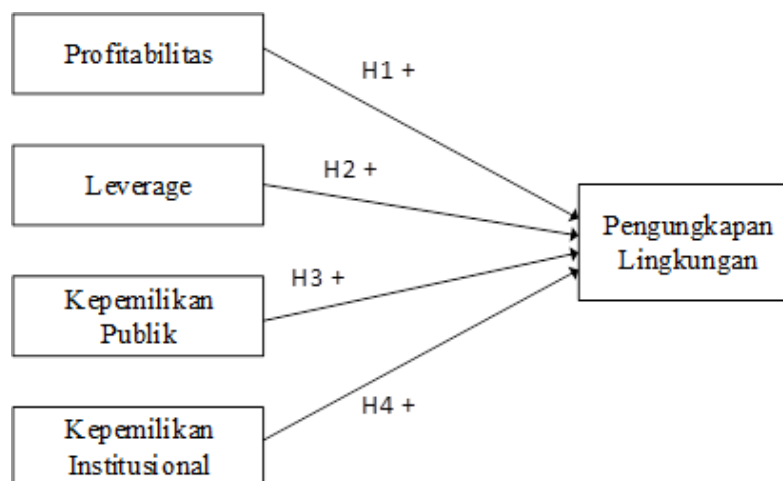 Profitabilitas
H1 +
Leverage
H2 +
Kepemilikan
Publik
H3 +
Kepemilikan
Institusional
H4 +
Pengungkapan
Lingkungan